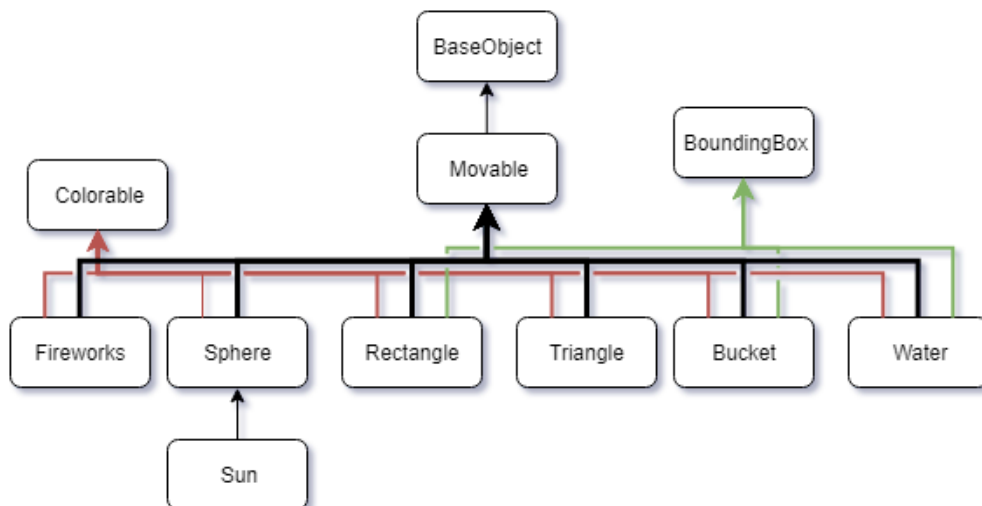 BaseObject
BoundingBox
Movable
Colorable
Fireworks
Sphere
Rectangle
Triangle
Bucket
Water
Sun